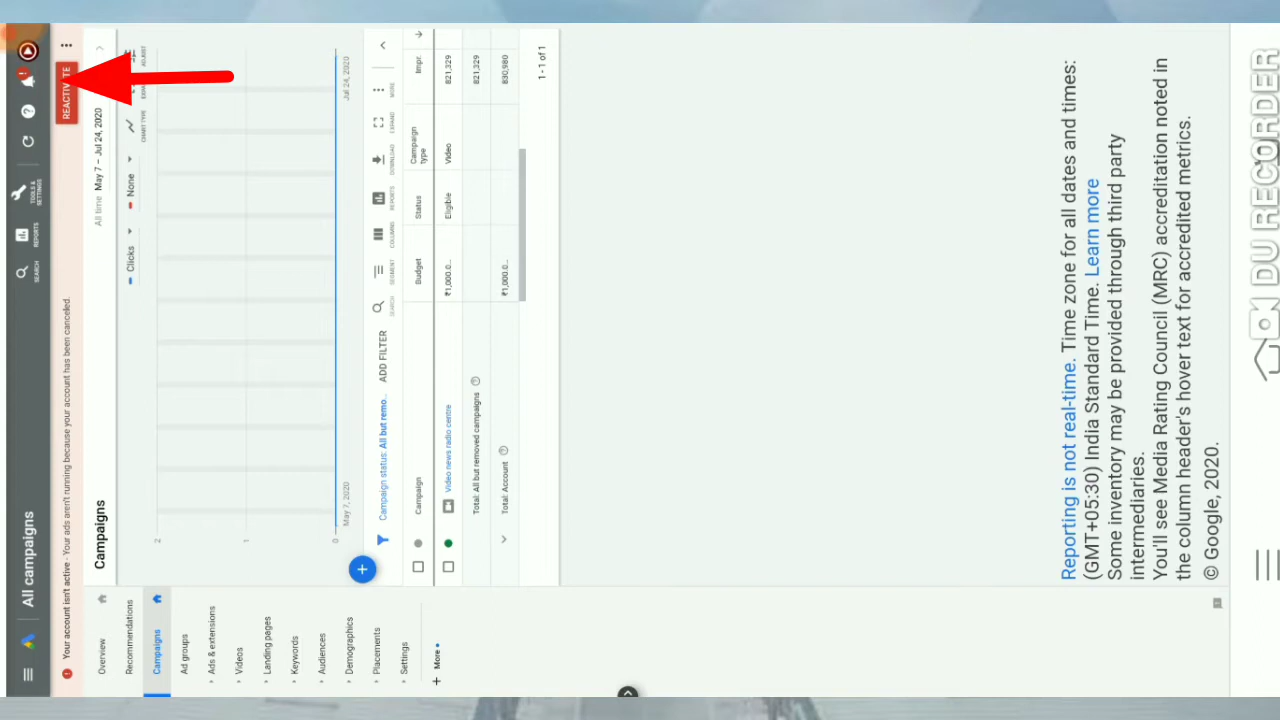 All campaigns
SEARCH
REPORTS
TOOLS &
SETTINGS
Your account isn't active - Your ads aren't running because your account has been canceled.
Overview
Recommendations
Campaigns
Ad groups
Ads & extensions
Videos
Landing pages
Keywords
Audiences
Demographics
Placements
Settings
+ More
Campaigns
All time May 7 – Jul 24, 2020
Clicks
None
CHART TYPE
ADJUST
2
1
0
May 7, 2020
Jul 24, 2020
Campaign status: All but remo...
ADD FILTER
SEARCH
SEGMENT
COLUMNS
REPORTS
DOWNLOAD
EXPAND
MORE
Campaign Budget Status Campaign type Impr.
Video news radio centre ₹1,000.0... Eligible Video 821,329
Total: All but removed campaigns 821,329
Total: Account ₹1,000.0... 830,980
1 - 1 of 1
Reporting is not real-time. Time zone for all dates and times:
(GMT+05:30) India Standard Time. Learn more
Some inventory may be provided through third party
intermediaries.
You'll see Media Rating Council (MRC) accreditation noted in
the column header's hover text for accredited metrics.
© Google, 2020.
DU RECORDER